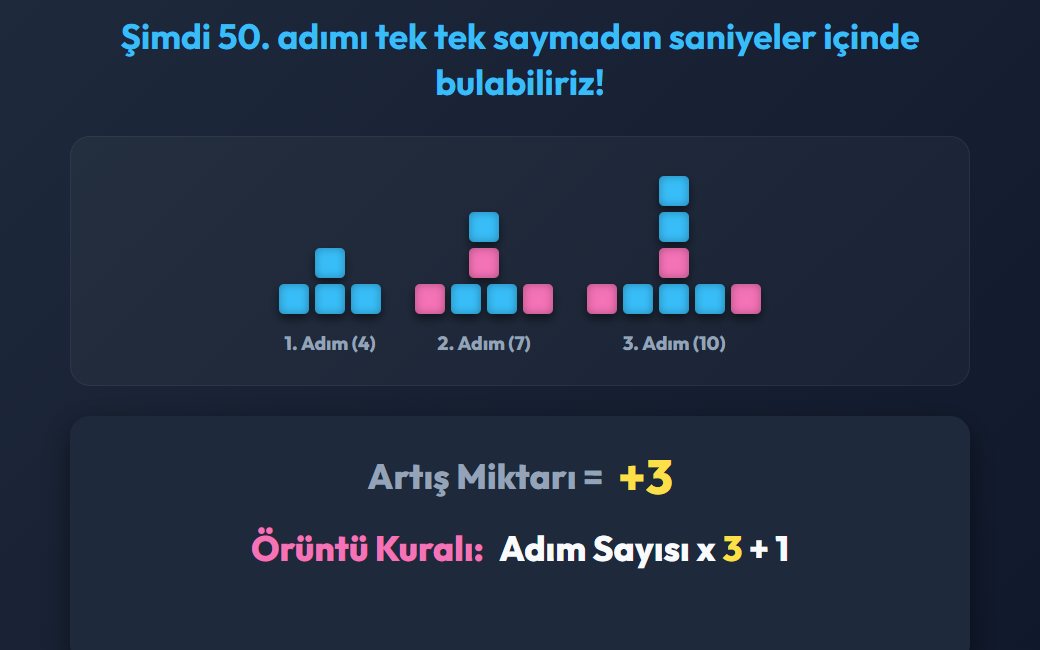 Şimdi 50. adımı tek tek saymadan saniyeler içinde
bulabiliriz!
1. Adım (4) 2. Adım (7) 3. Adım (10)
Artış Miktarı = +3
Örüntü Kuralı: Adım Sayısı x 3 + 1